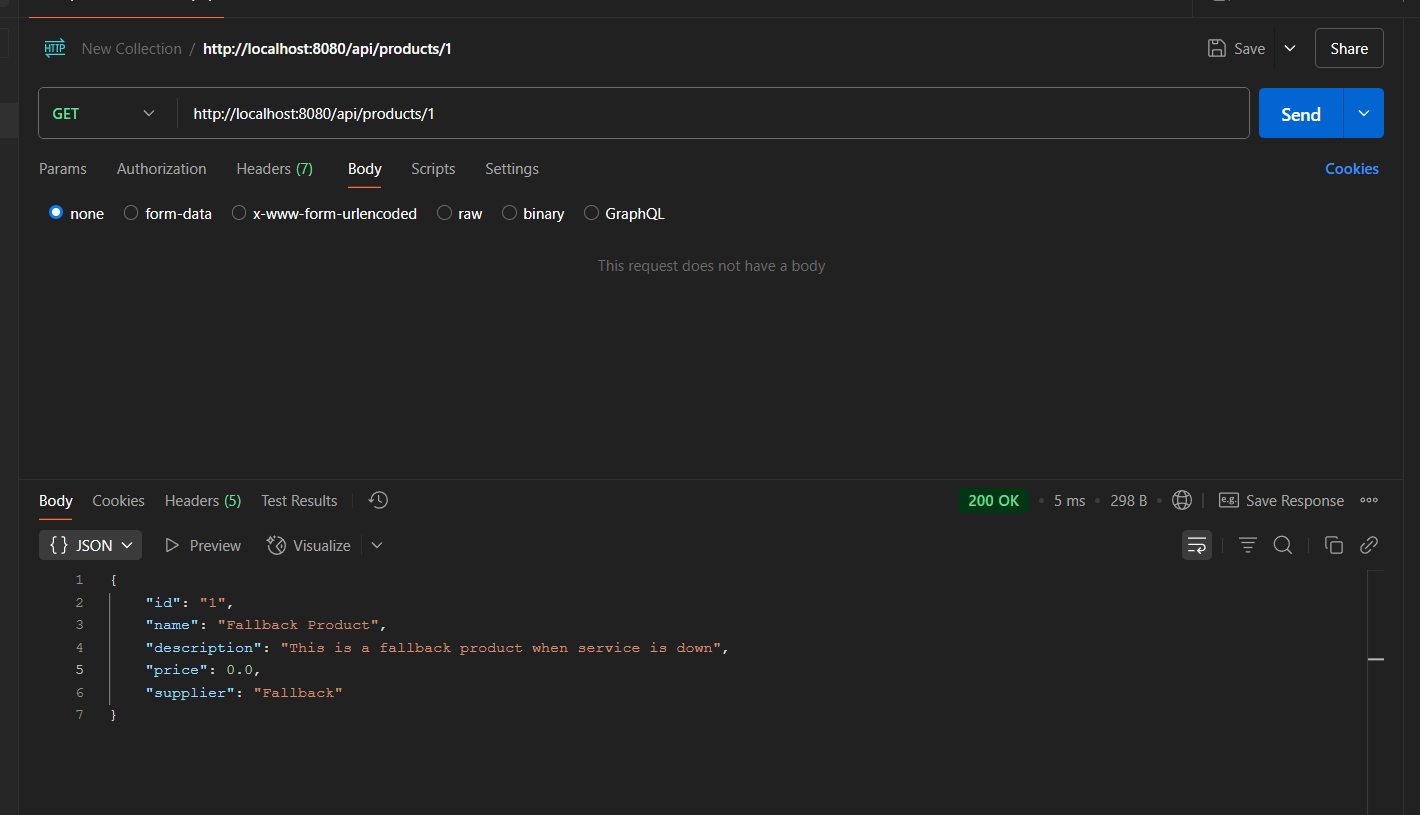 HTTP New Collection / http://localhost:8080/api/products/1 Save Share
GET http://localhost:8080/api/products/1 Send
Params Authorization Headers (7) Body Scripts Settings Cookies
none form-data x-www-form-urlencoded raw binary GraphQL
This request does not have a body
Body Cookies Headers (5) Test Results 200 OK • 5 ms • 298 B • e.g. Save Response
{} JSON Preview Visualize
1 {
2 "id": "1",
3 "name": "Fallback Product",
4 "description": "This is a fallback product when service is down",
5 "price": 0.0,
6 "supplier": "Fallback"
7 }